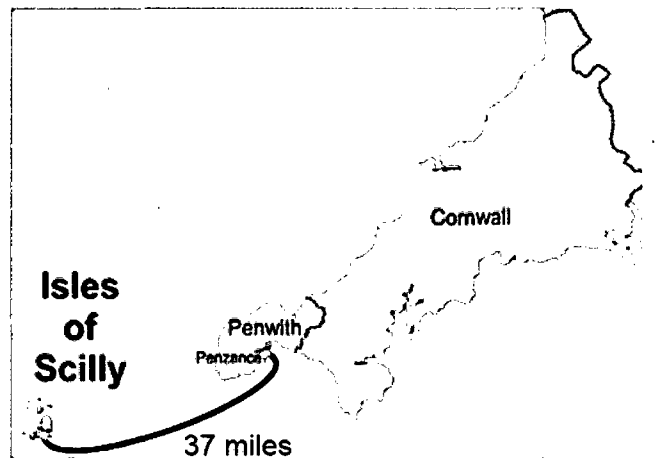 Cornwall
Isles
of
Scilly
Penwith
Penzance
37 miles